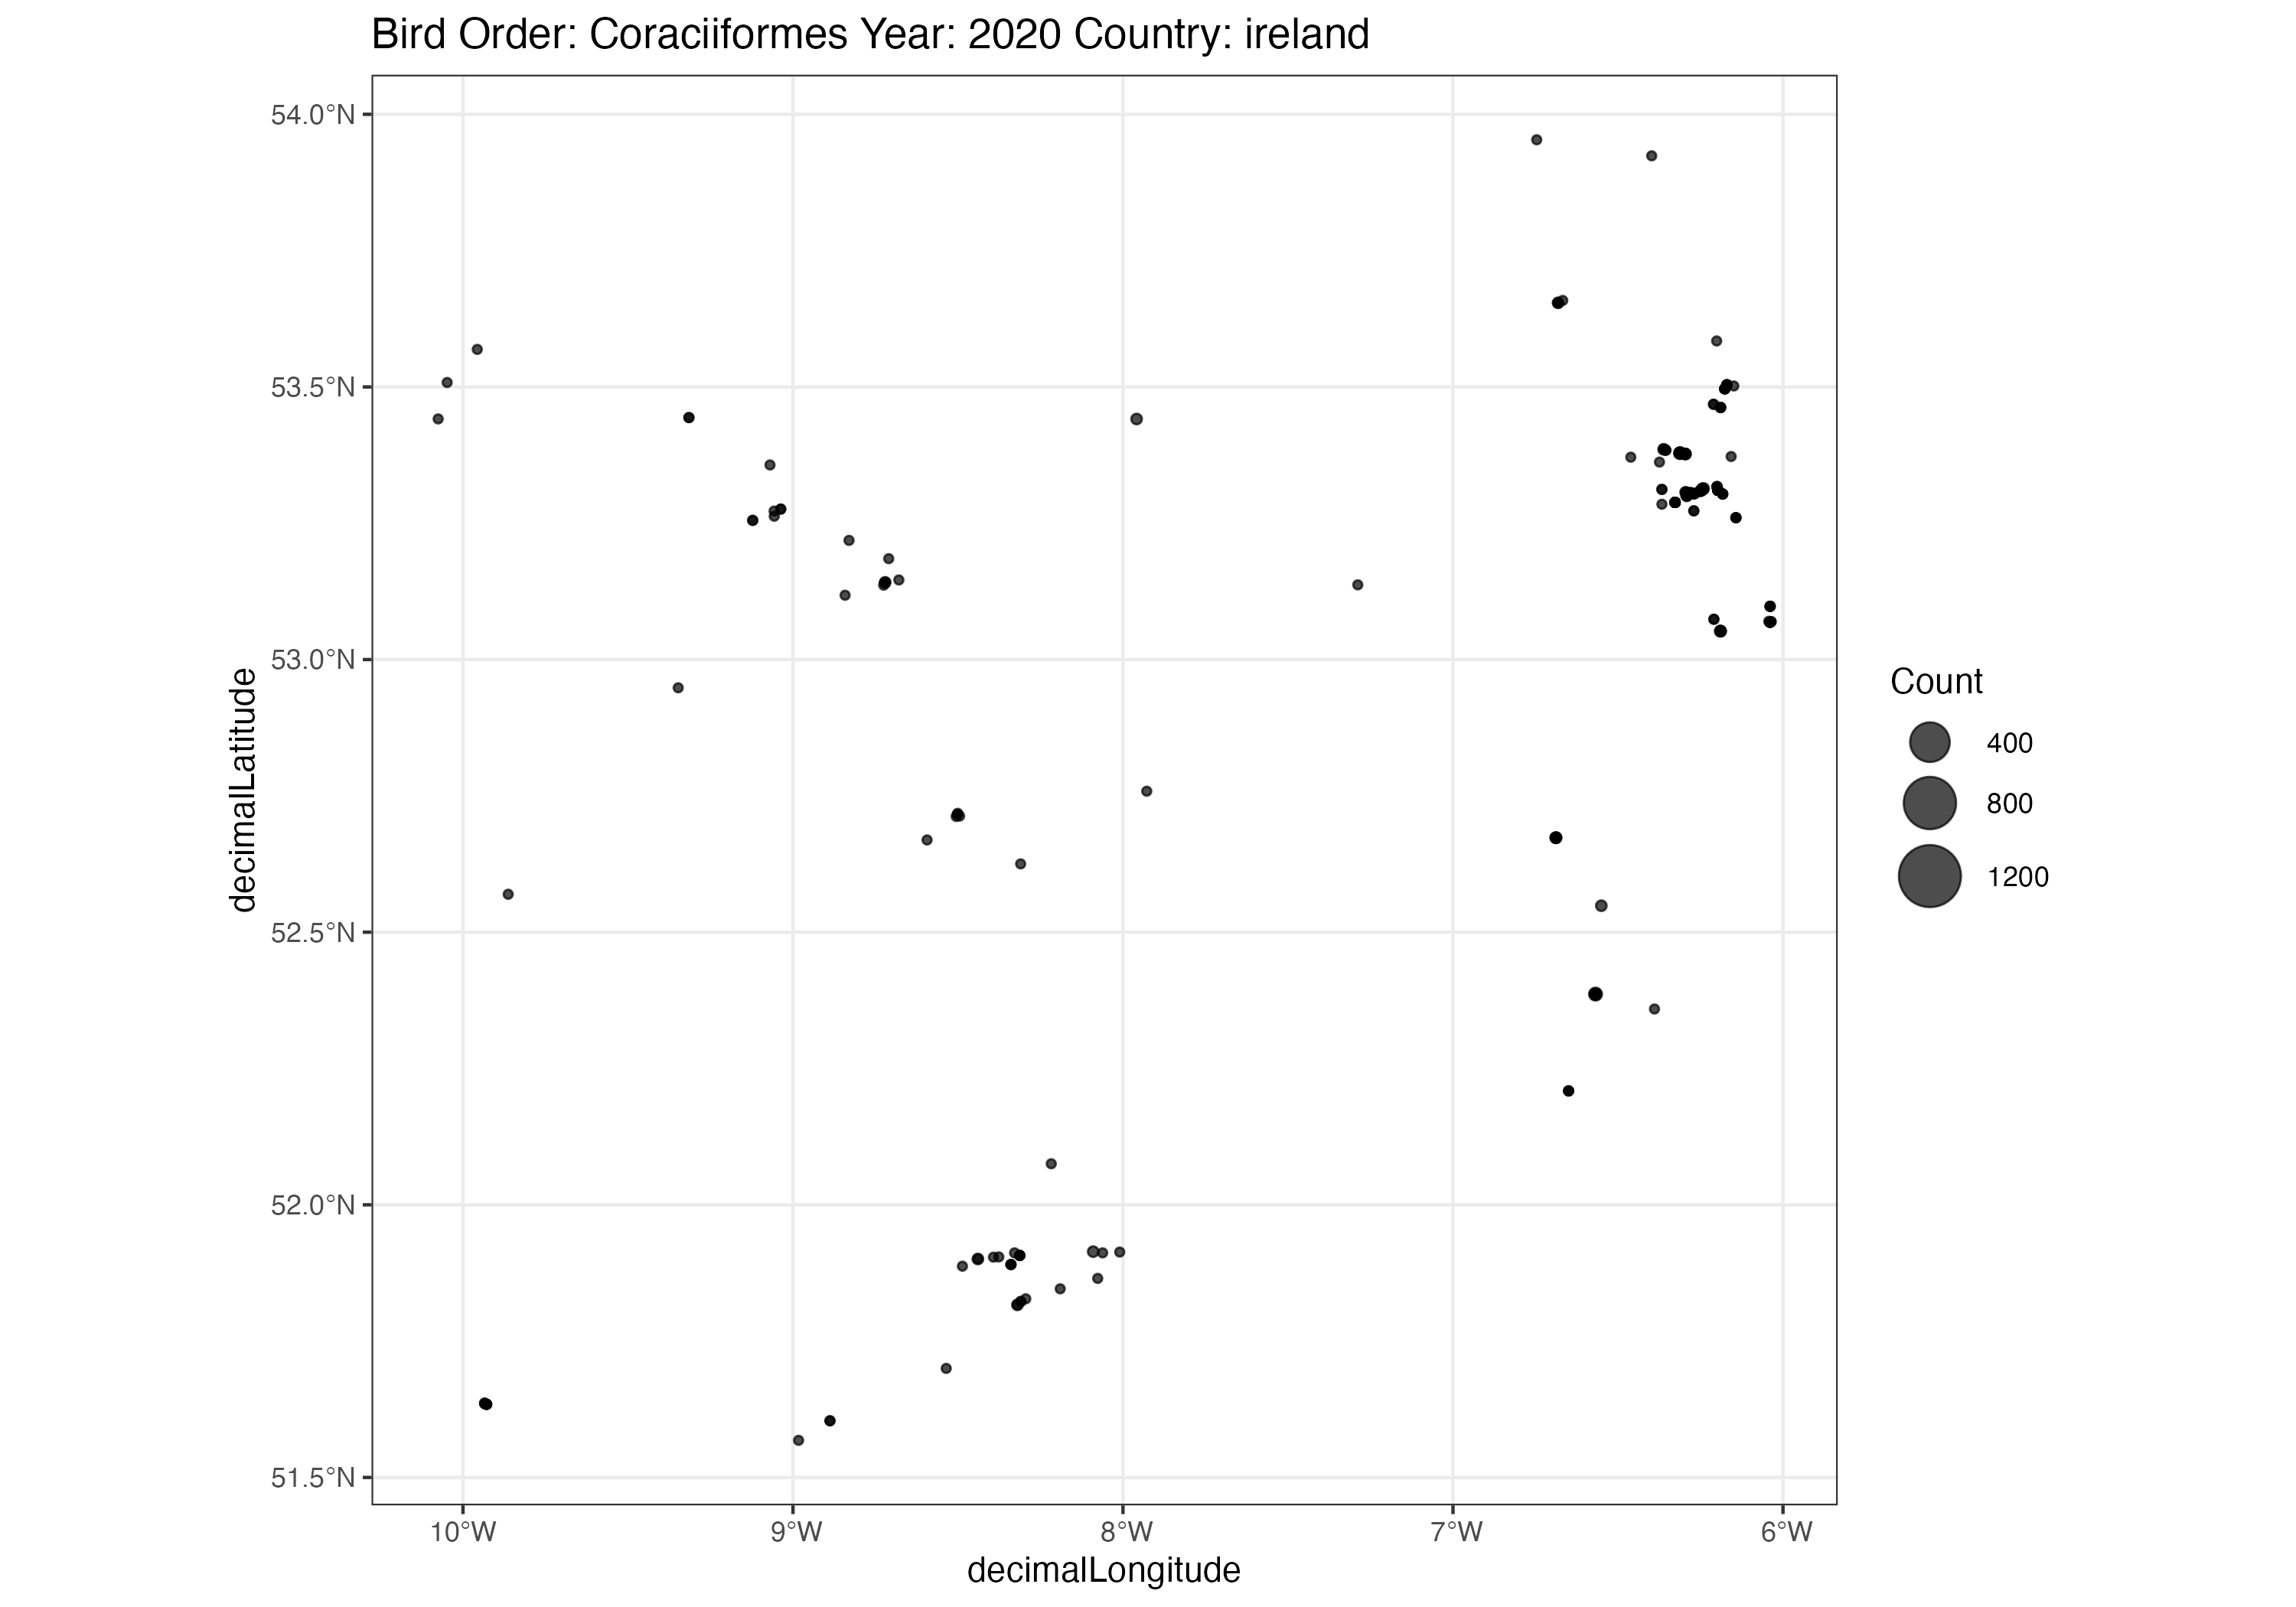 Bird Order: Coraciiformes Year: 2020 Country: ireland
54.0°N
53.5°N
53.0°N
52.5°N
52.0°N
51.5°N
decimalLatitude
10°W
9°W
8°W
7°W
6°W
decimalLongitude
Count
400
800
1200